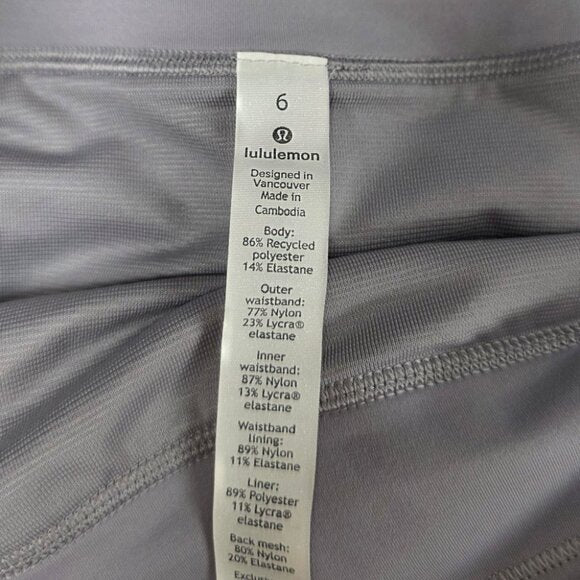 6
lululemon
Designed in
Vancouver
Made in
Cambodia
Body:
86% Recycled
polyester
14% Elastane
Outer
waistband:
77% Nylon
23% Lycra®
elastane
Inner
waistband:
87% Nylon
13% Lycra®
elastane
Waistband
lining:
89% Nylon
11% Elastane
Liner:
89% Polyester
11% Lycra®
elastane
Back mesh:
80% Nylon
20% Elastane